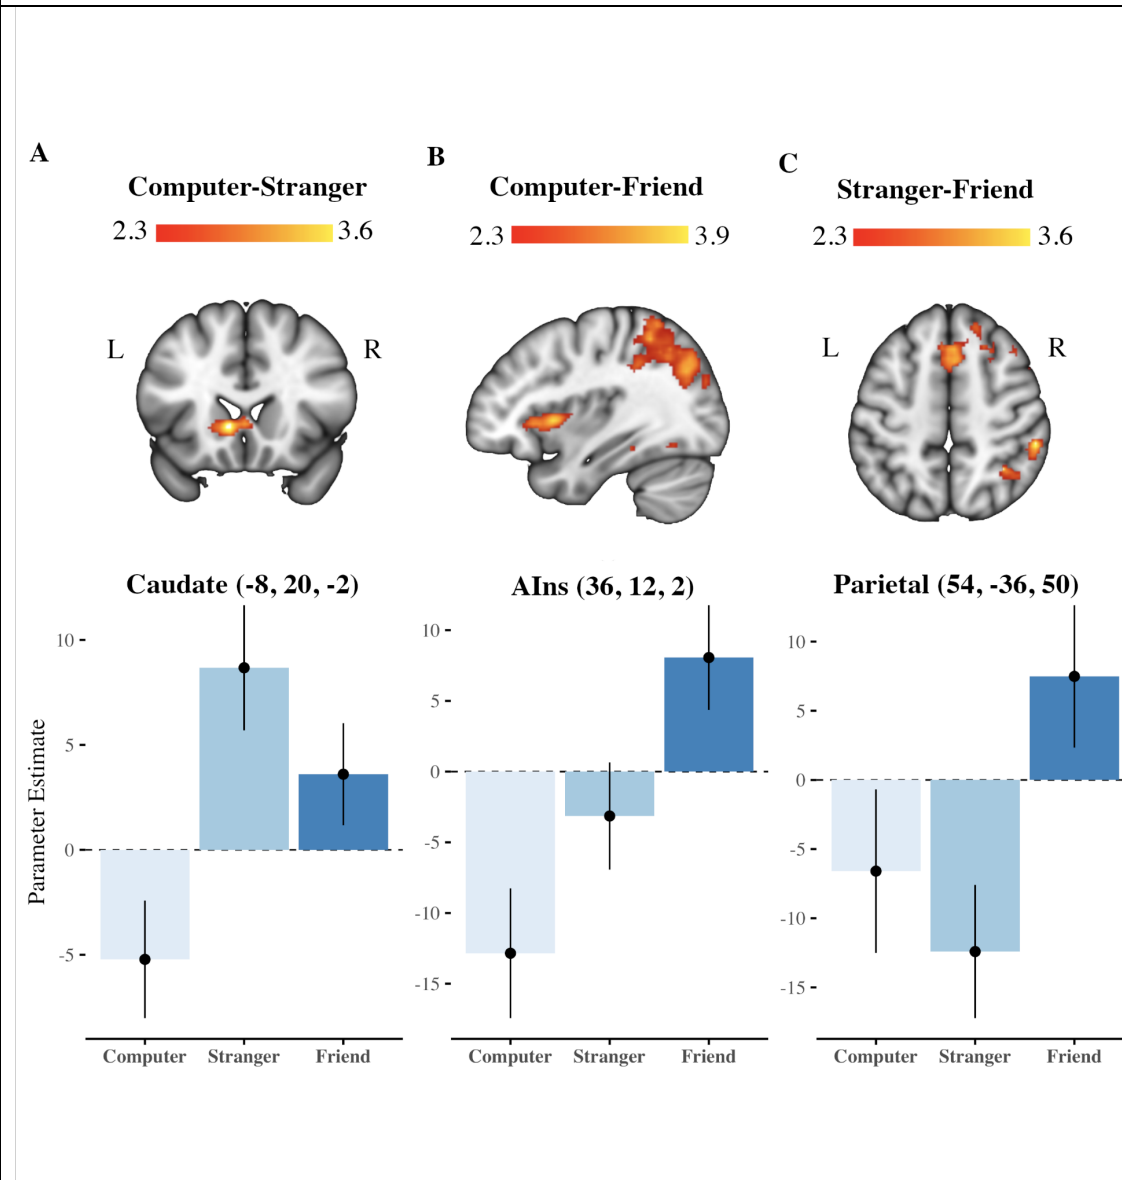 A
Computer-Stranger
2.3 3.6
L R
B
Computer-Friend
2.3 3.9
C
Stranger-Friend
2.3 3.6
L R
Caudate (-8, 20, -2)
Parameter Estimate
10
5
0
-5
Computer Stranger Friend
AIns (36, 12, 2)
10
5
0
-5
-10
-15
Computer Stranger Friend
Parietal (54, -36, 50)
10
5
0
-5
-10
-15
Computer Stranger Friend